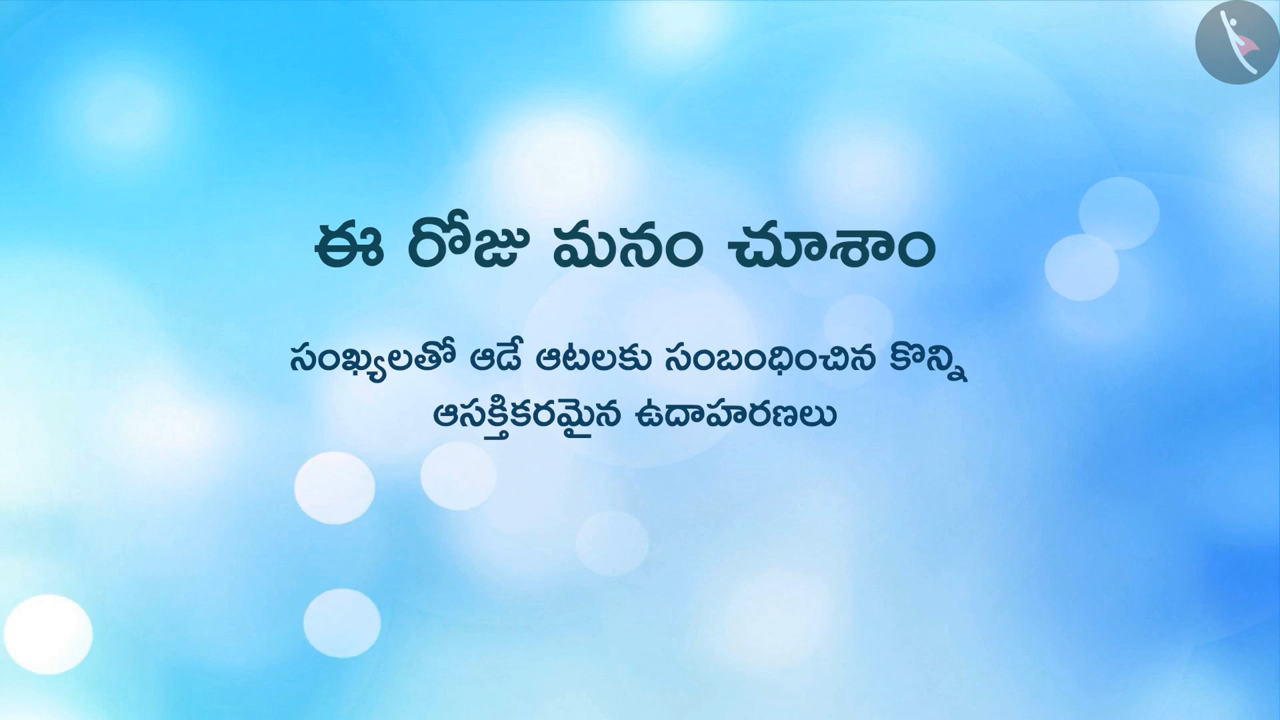 ఈ రోజు మనం చూశాం
సంఖ్యలతో ఆడే ఆటలకు సంబంధించిన కొన్ని
ఆసక్తికరమైన ఉదాహరణలు